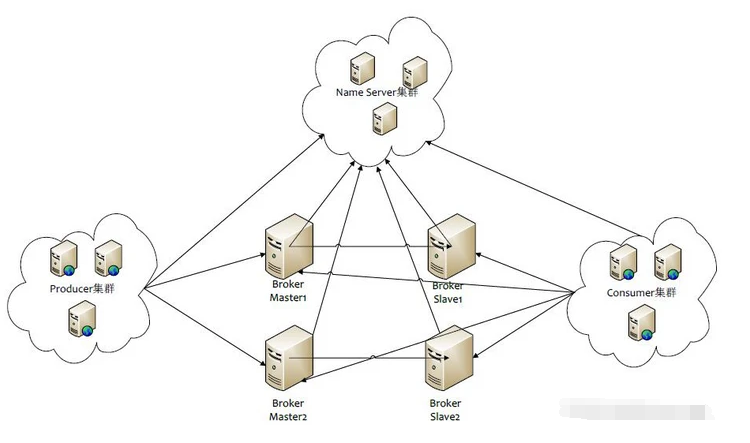 Name Server集群
Broker
Master1
Broker
Slave1
Producer集群
Consumer集群
Broker
Master2
Broker
Slave2